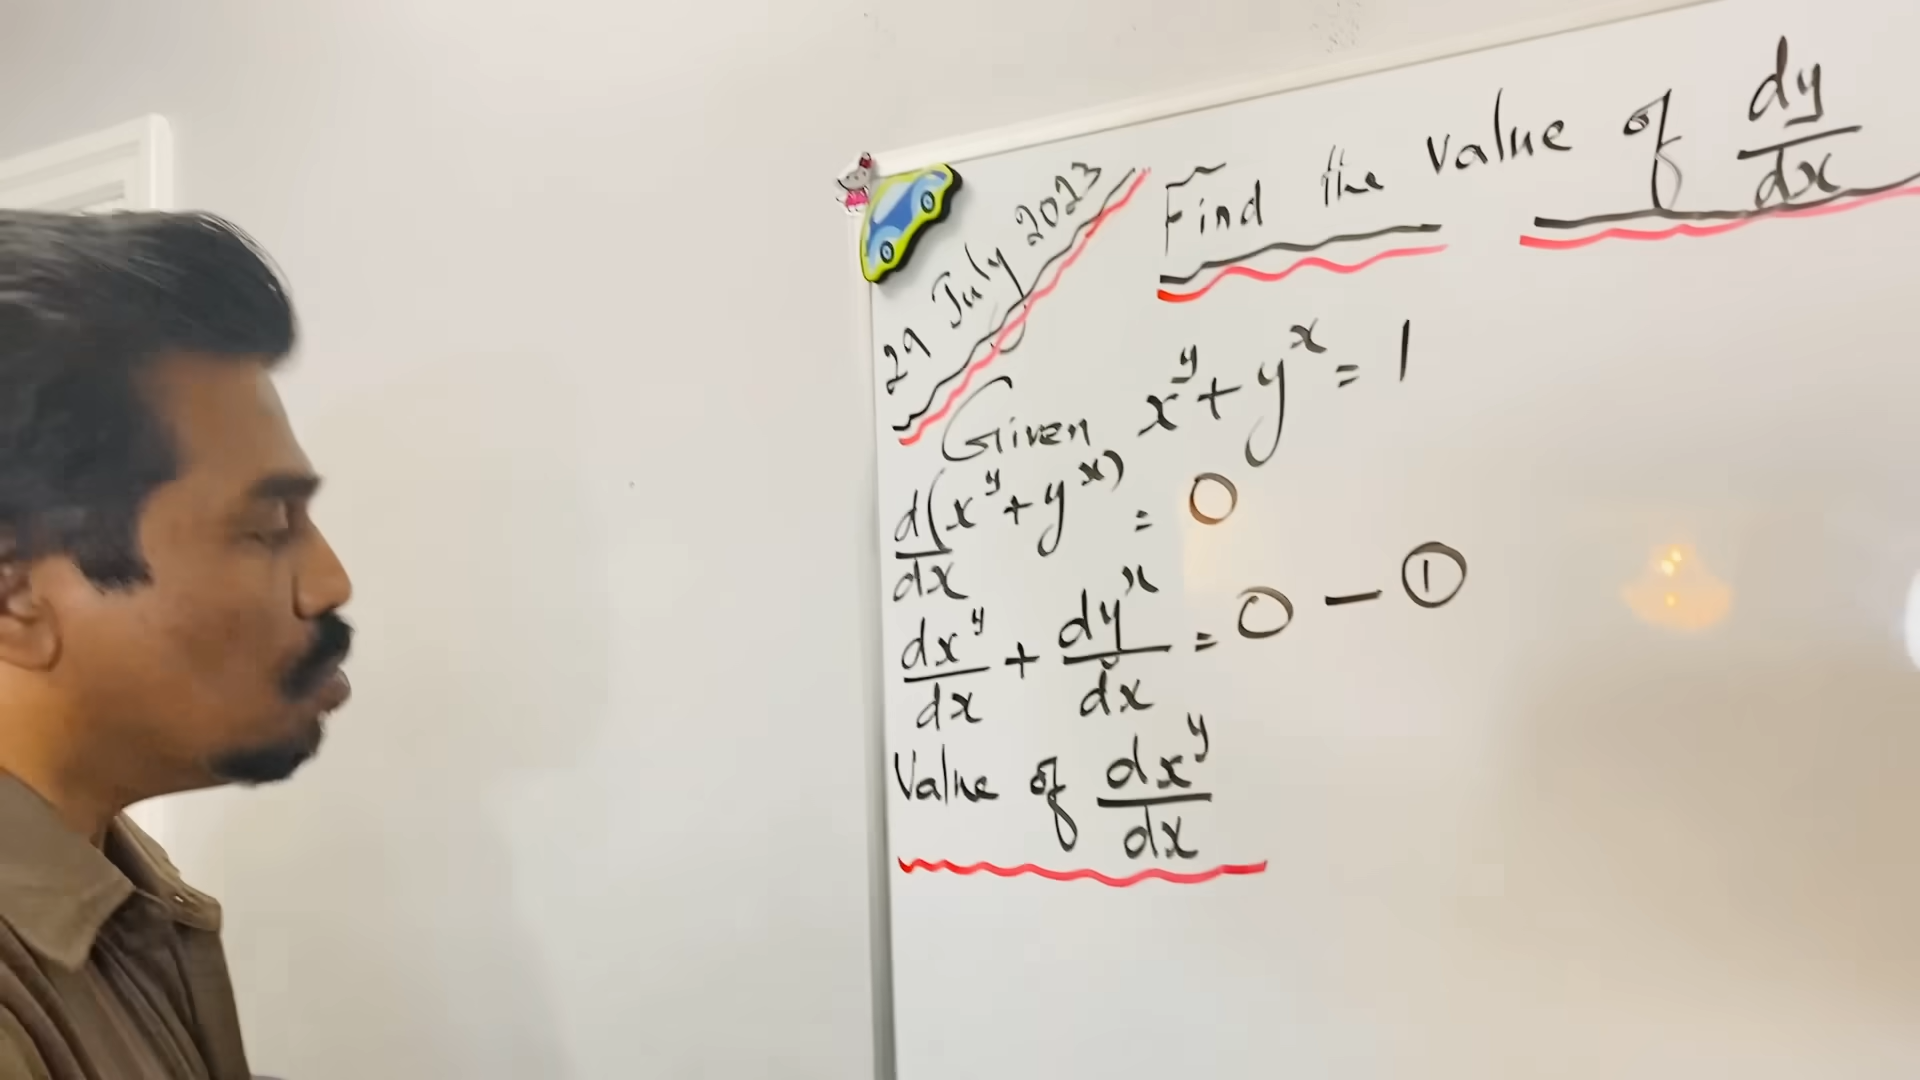 29 July 2023
Find the value of dy/dx
Given x^y + y^x = 1
d/dx (x^y + y^x) = 0
dx^y/dx + dy^x/dx = 0 — ①
Value of dx^y/dx